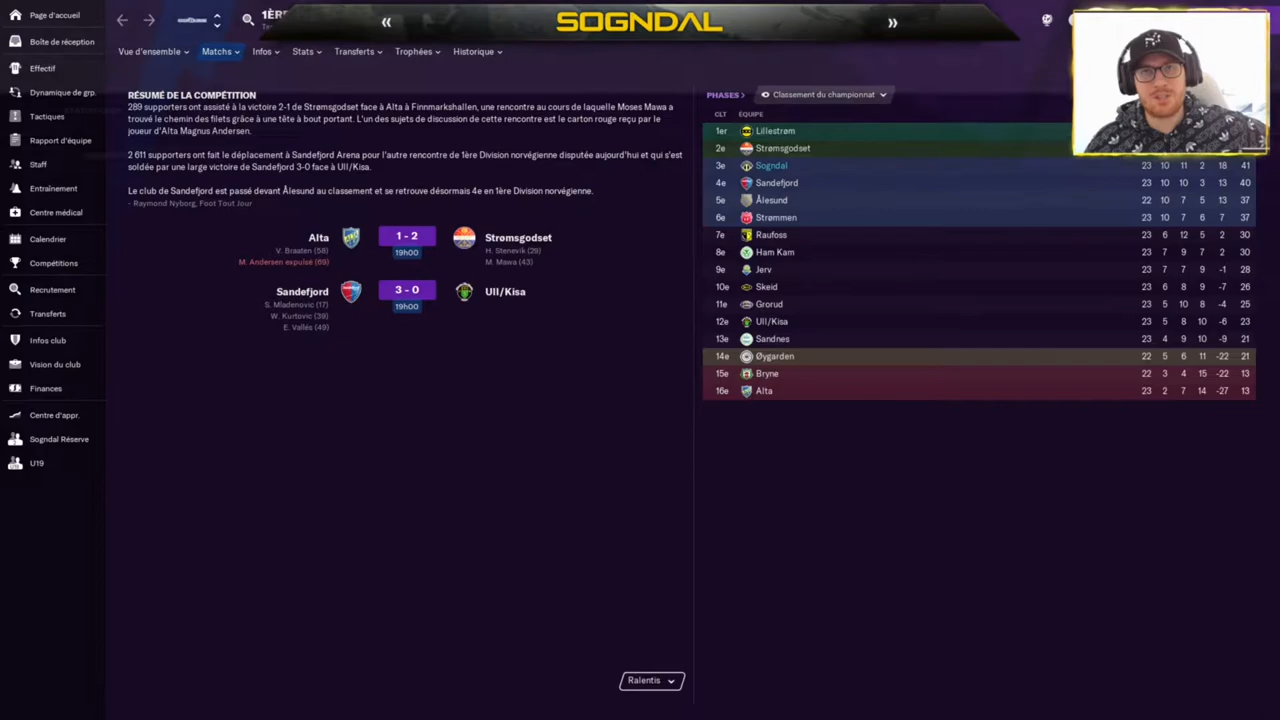 Page d'accueil
Boîte de réception
Effectif
Dynamique de grp.
Tactiques
Rapport d'équipe
Staff
Entraînement
Centre médical
Calendrier
Compétitions
Recrutement
Transferts
Infos club
Vision du club
Finances
Centre d'appr.
Sogndal Réserve
U19
1ÈR
SOGNDAL
Vue d'ensemble
Matchs
Infos
Stats
Transferts
Trophées
Historique
RÉSUMÉ DE LA COMPÉTITION
289 supporters ont assisté à la victoire 2-1 de Strømsgodset face à Alta à Finnmarkshallen, une rencontre au cours de laquelle Moses Mawa a
trouvé le chemin des filets grâce à une tête à bout portant. L'un des sujets de discussion de cette rencontre est le carton rouge reçu par le
joueur d'Alta Magnus Andersen.
2 611 supporters ont fait le déplacement à Sandefjord Arena pour l'autre rencontre de 1ère Division norvégienne disputée aujourd'hui et qui s'est
soldée par une large victoire de Sandefjord 3-0 face à Ull/Kisa.
Le club de Sandefjord est passé devant Ålesund au classement et se retrouve désormais 4e en 1ère Division norvégienne.
- Raymond Nyborg, Foot Tout Jour
Alta 1 - 2 Strømsgodset
V. Braaten (58) 19h00 H. Stenevik (29)
M. Andersen expulsé (69) M. Mawa (43)
Sandefjord 3 - 0 Ull/Kisa
S. Mladenovic (17) 19h00
W. Kurtovic (39)
E. Vallés (49)
Ralentis
PHASES Classement du championnat
CLT ÉQUIPE
1er Lillestrøm
2e Strømsgodset
3e Sogndal 23 10 11 2 18 41
4e Sandefjord 23 10 10 3 13 40
5e Ålesund 22 10 7 5 13 37
6e Strømmen 23 10 7 6 7 37
7e Raufoss 23 6 12 5 2 30
8e Ham Kam 23 7 9 7 2 30
9e Jerv 23 7 7 9 -1 28
10e Skeid 23 6 8 9 -7 26
11e Grorud 23 5 10 8 -4 25
12e Ull/Kisa 23 5 8 10 -6 23
13e Sandnes 23 4 9 10 -9 21
14e Øygarden 22 5 6 11 -22 21
15e Bryne 22 3 4 15 -22 13
16e Alta 23 2 7 14 -27 13